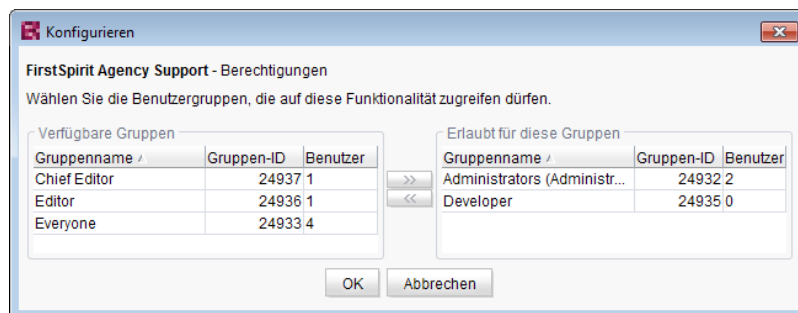 Konfigurieren
FirstSpirit Agency Support - Berechtigungen
Wählen Sie die Benutzergruppen, die auf diese Funktionalität zugreifen dürfen.
Verfügbare Gruppen
Gruppenname Gruppen-ID Benutzer
Chief Editor 24937 1
Editor 24936 1
Everyone 24933 4
>>
<<
Erlaubt für diese Gruppen
Gruppenname Gruppen-ID Benutzer
Administrators (Administr... 24932 2
Developer 24935 0
OK Abbrechen